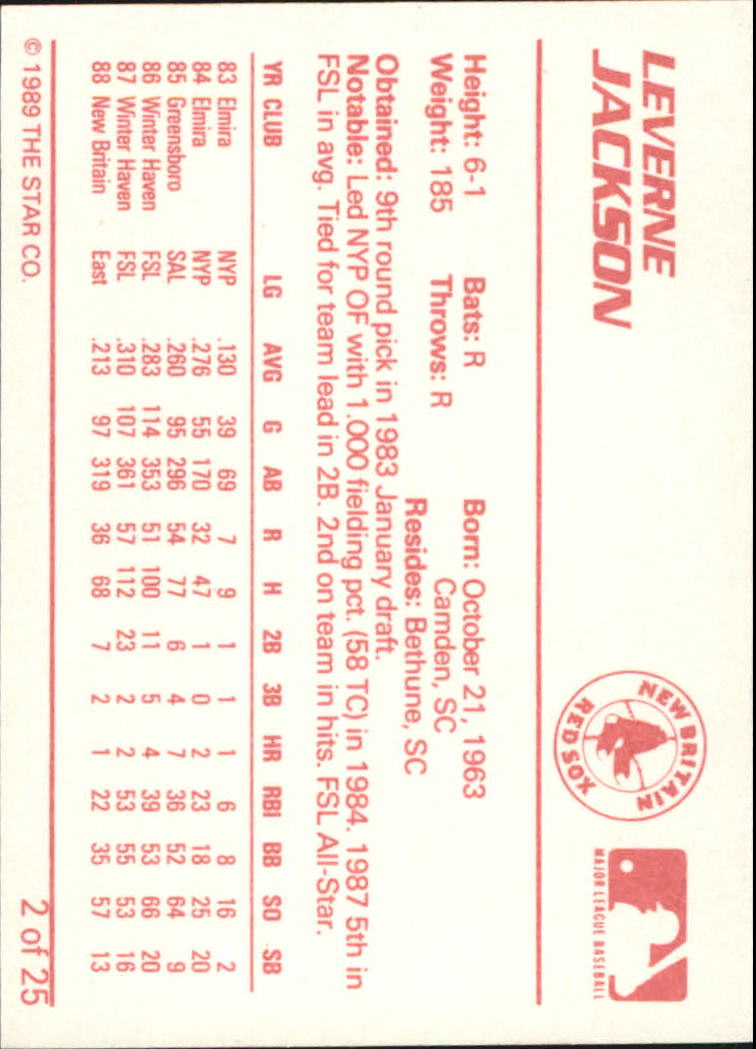 LEVERNE
JACKSON
NEW BRITAIN
RED SOX
MAJOR LEAGUE BASEBALL
Height: 6-1 Bats: R Born: October 21, 1963
Weight: 185 Throws: R Camden, SC
Resides: Bethune, SC
Obtained: 9th round pick in 1983 January draft.
Notable: Led NYP OF with 1.000 fielding pct. (58 TC) in 1984. 1987 5th in
FSL in avg. Tied for team lead in 2B. 2nd on team in hits. FSL All-Star.
YR CLUB LG AVG G AB R H 2B 3B HR RBI BB SO SB
83 Elmira NYP .130 39 69 7 9 1 1 1 6 8 16 2
84 Elmira NYP .276 55 170 32 47 1 0 2 23 18 25 20
85 Greensboro SAL .260 95 296 54 77 6 4 7 36 52 64 9
86 Winter Haven FSL .283 114 353 51 100 11 5 4 39 53 66 20
87 Winter Haven FSL .310 107 361 57 112 23 2 2 53 55 53 16
88 New Britain East .213 97 319 36 68 7 2 1 22 35 57 13
© 1989 THE STAR CO. 2 of 25